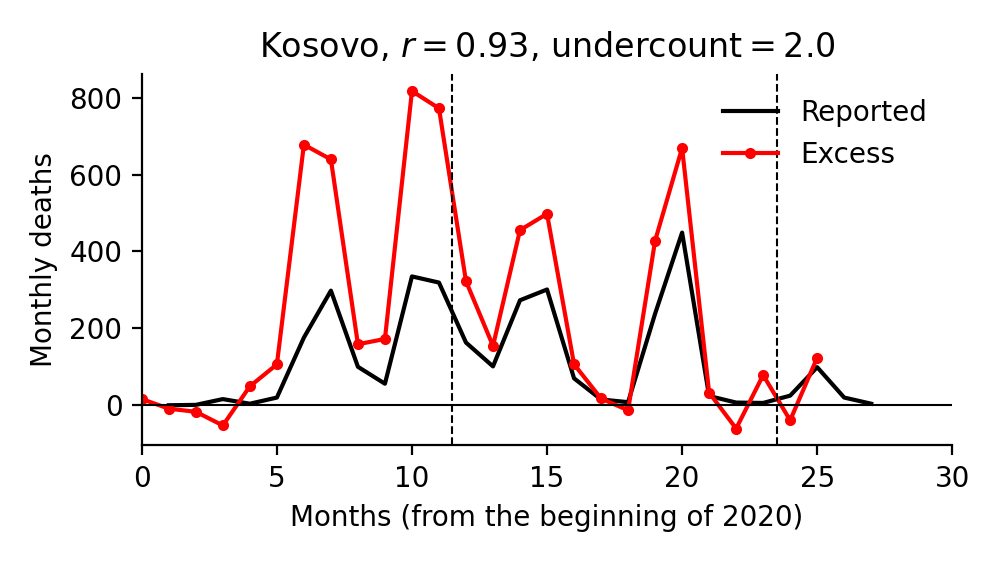 Kosovo, r = 0.93, undercount = 2.0
Monthly deaths
800
600
400
200
0
Reported
Excess
0 5 10 15 20 25 30
Months (from the beginning of 2020)